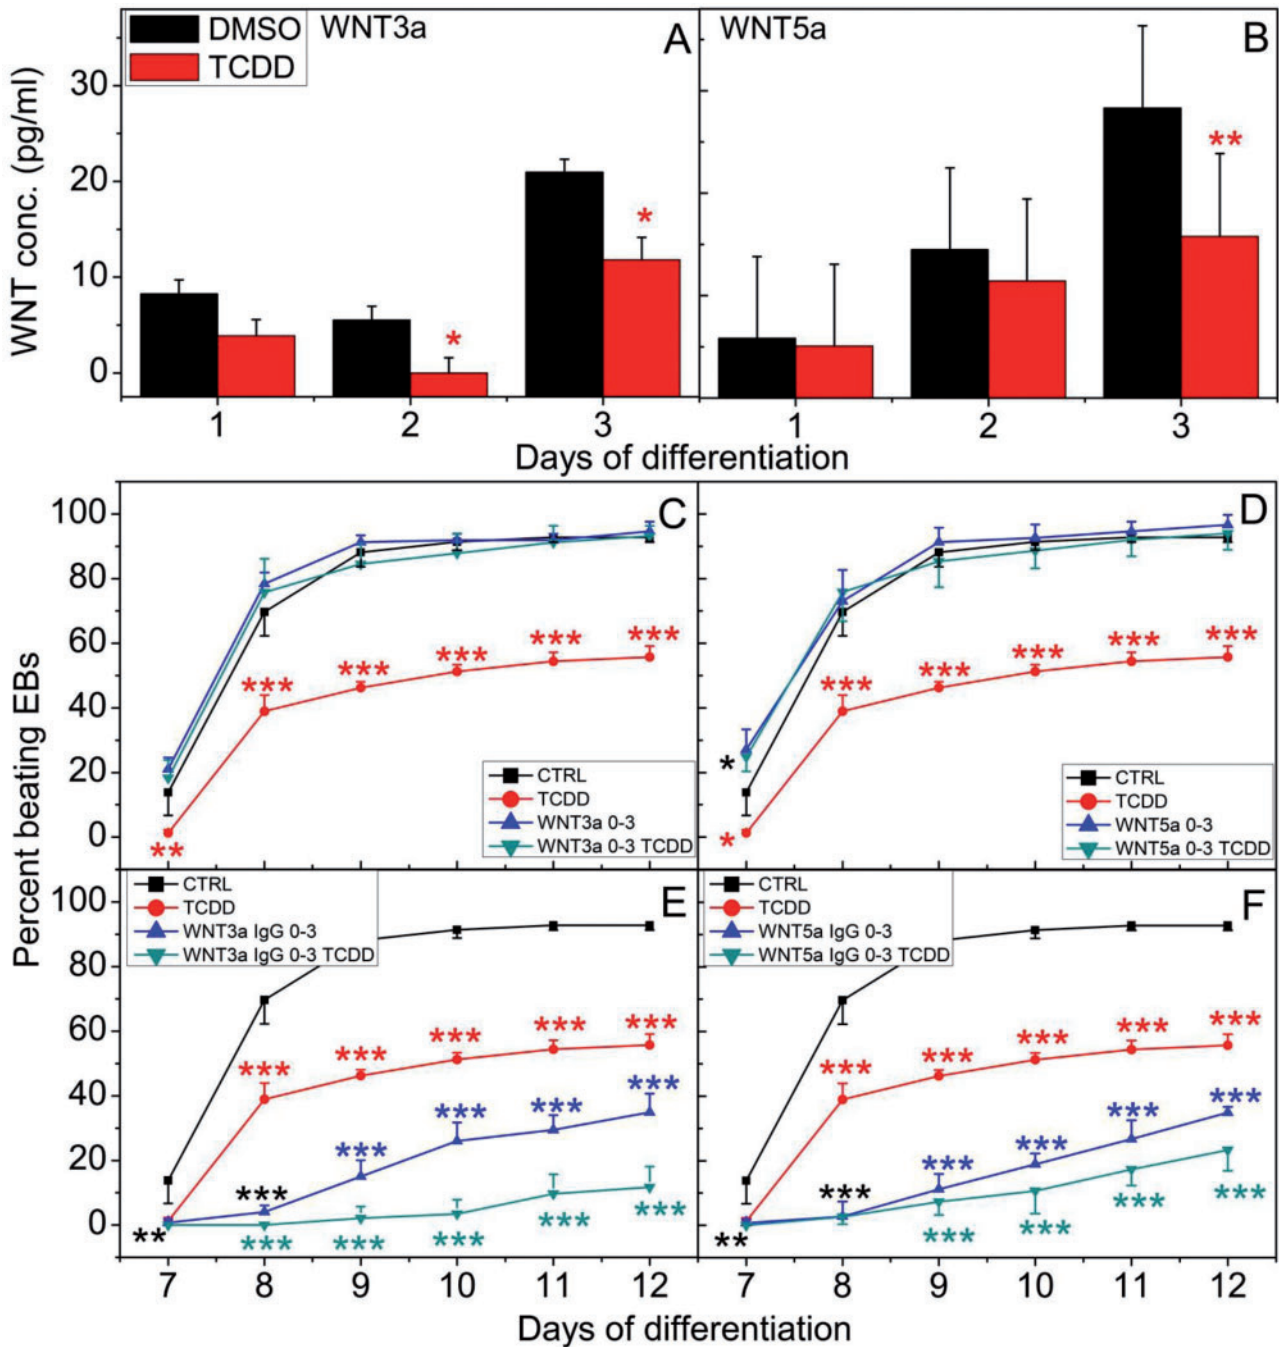 DMSO
TCDD
WNT3a
A
WNT5a
B
WNT conc. (pg/ml)
30
20
10
0
*
*
**
1
2
3
1
2
3
Days of differentiation
Percent beating EBs
C
100
80
60
40
20
0
**
***
***
***
***
***
CTRL
TCDD
WNT3a 0-3
WNT3a 0-3 TCDD
D
*
*
***
***
***
***
***
CTRL
TCDD
WNT5a 0-3
WNT5a 0-3 TCDD
E
CTRL
TCDD
WNT3a IgG 0-3
WNT3a IgG 0-3 TCDD
100
80
60
40
20
0
***
***
***
***
***
***
***
***
***
***
**
***
***
***
***
***
F
CTRL
TCDD
WNT5a IgG 0-3
WNT5a IgG 0-3 TCDD
***
***
***
***
***
***
***
***
***
***
**
***
***
***
***
7
8
9
10
11
12
7
8
9
10
11
12
Days of differentiation